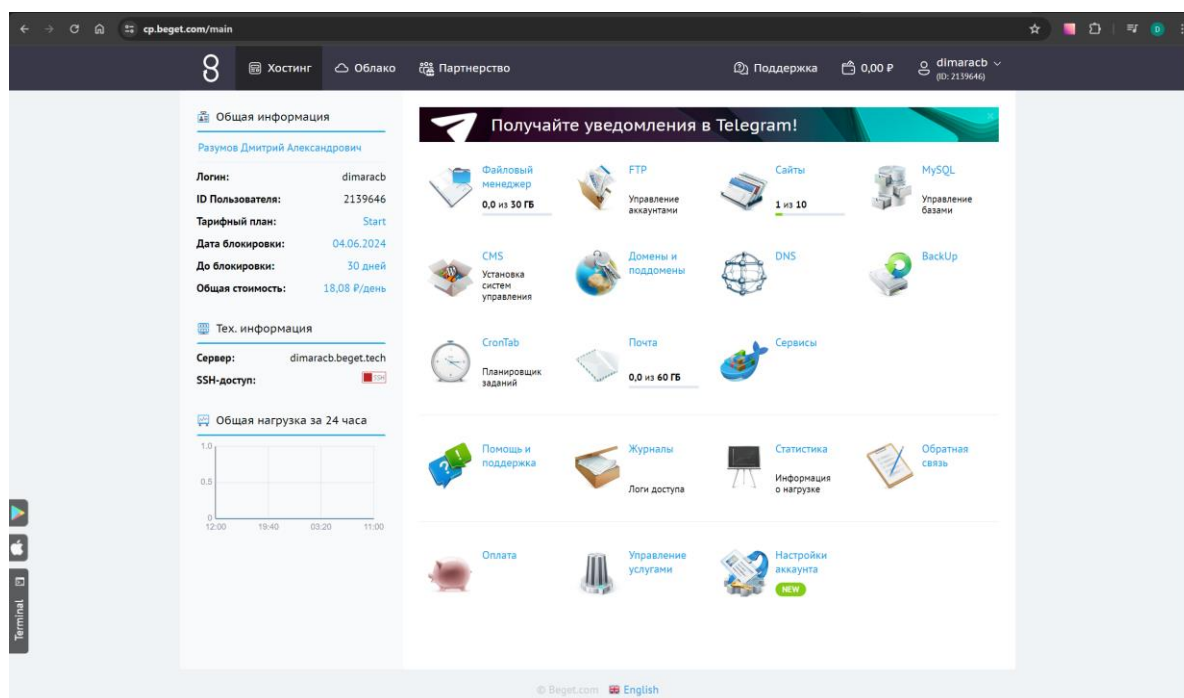 cp.beget.com/main
Хостинг
Облако
Партнерство
Поддержка
0,00 ₽
dimaracb
(ID: 2139646)
Общая информация
Разумов Дмитрий Александрович
Логин: dimaracb
ID Пользователя: 2139646
Тарифный план: Start
Дата блокировки: 04.06.2024
До блокировки: 30 дней
Общая стоимость: 18,08 ₽/день
Тех. информация
Сервер: dimaracb.beget.tech
SSH-доступ: SSH
Общая нагрузка за 24 часа
1.0
0.5
0
12:00 19:40 03:20 11:00
Получайте уведомления в Telegram!
Файловый
менеджер
0,0 из 30 ГБ
FTP
Управление
аккаунтами
Сайты
1 из 10
MySQL
Управление
базами
CMS
Установка
систем
управления
Домены и
поддомены
DNS
BackUp
CronTab
Планировщик
заданий
Почта
0,0 из 60 ГБ
Сервисы
Помощь и
поддержка
Журналы
Логи доступа
Статистика
Информация
о нагрузке
Обратная
связь
Оплата
Управление
услугами
Настройки
аккаунта
NEW
Terminal
© Beget.com English